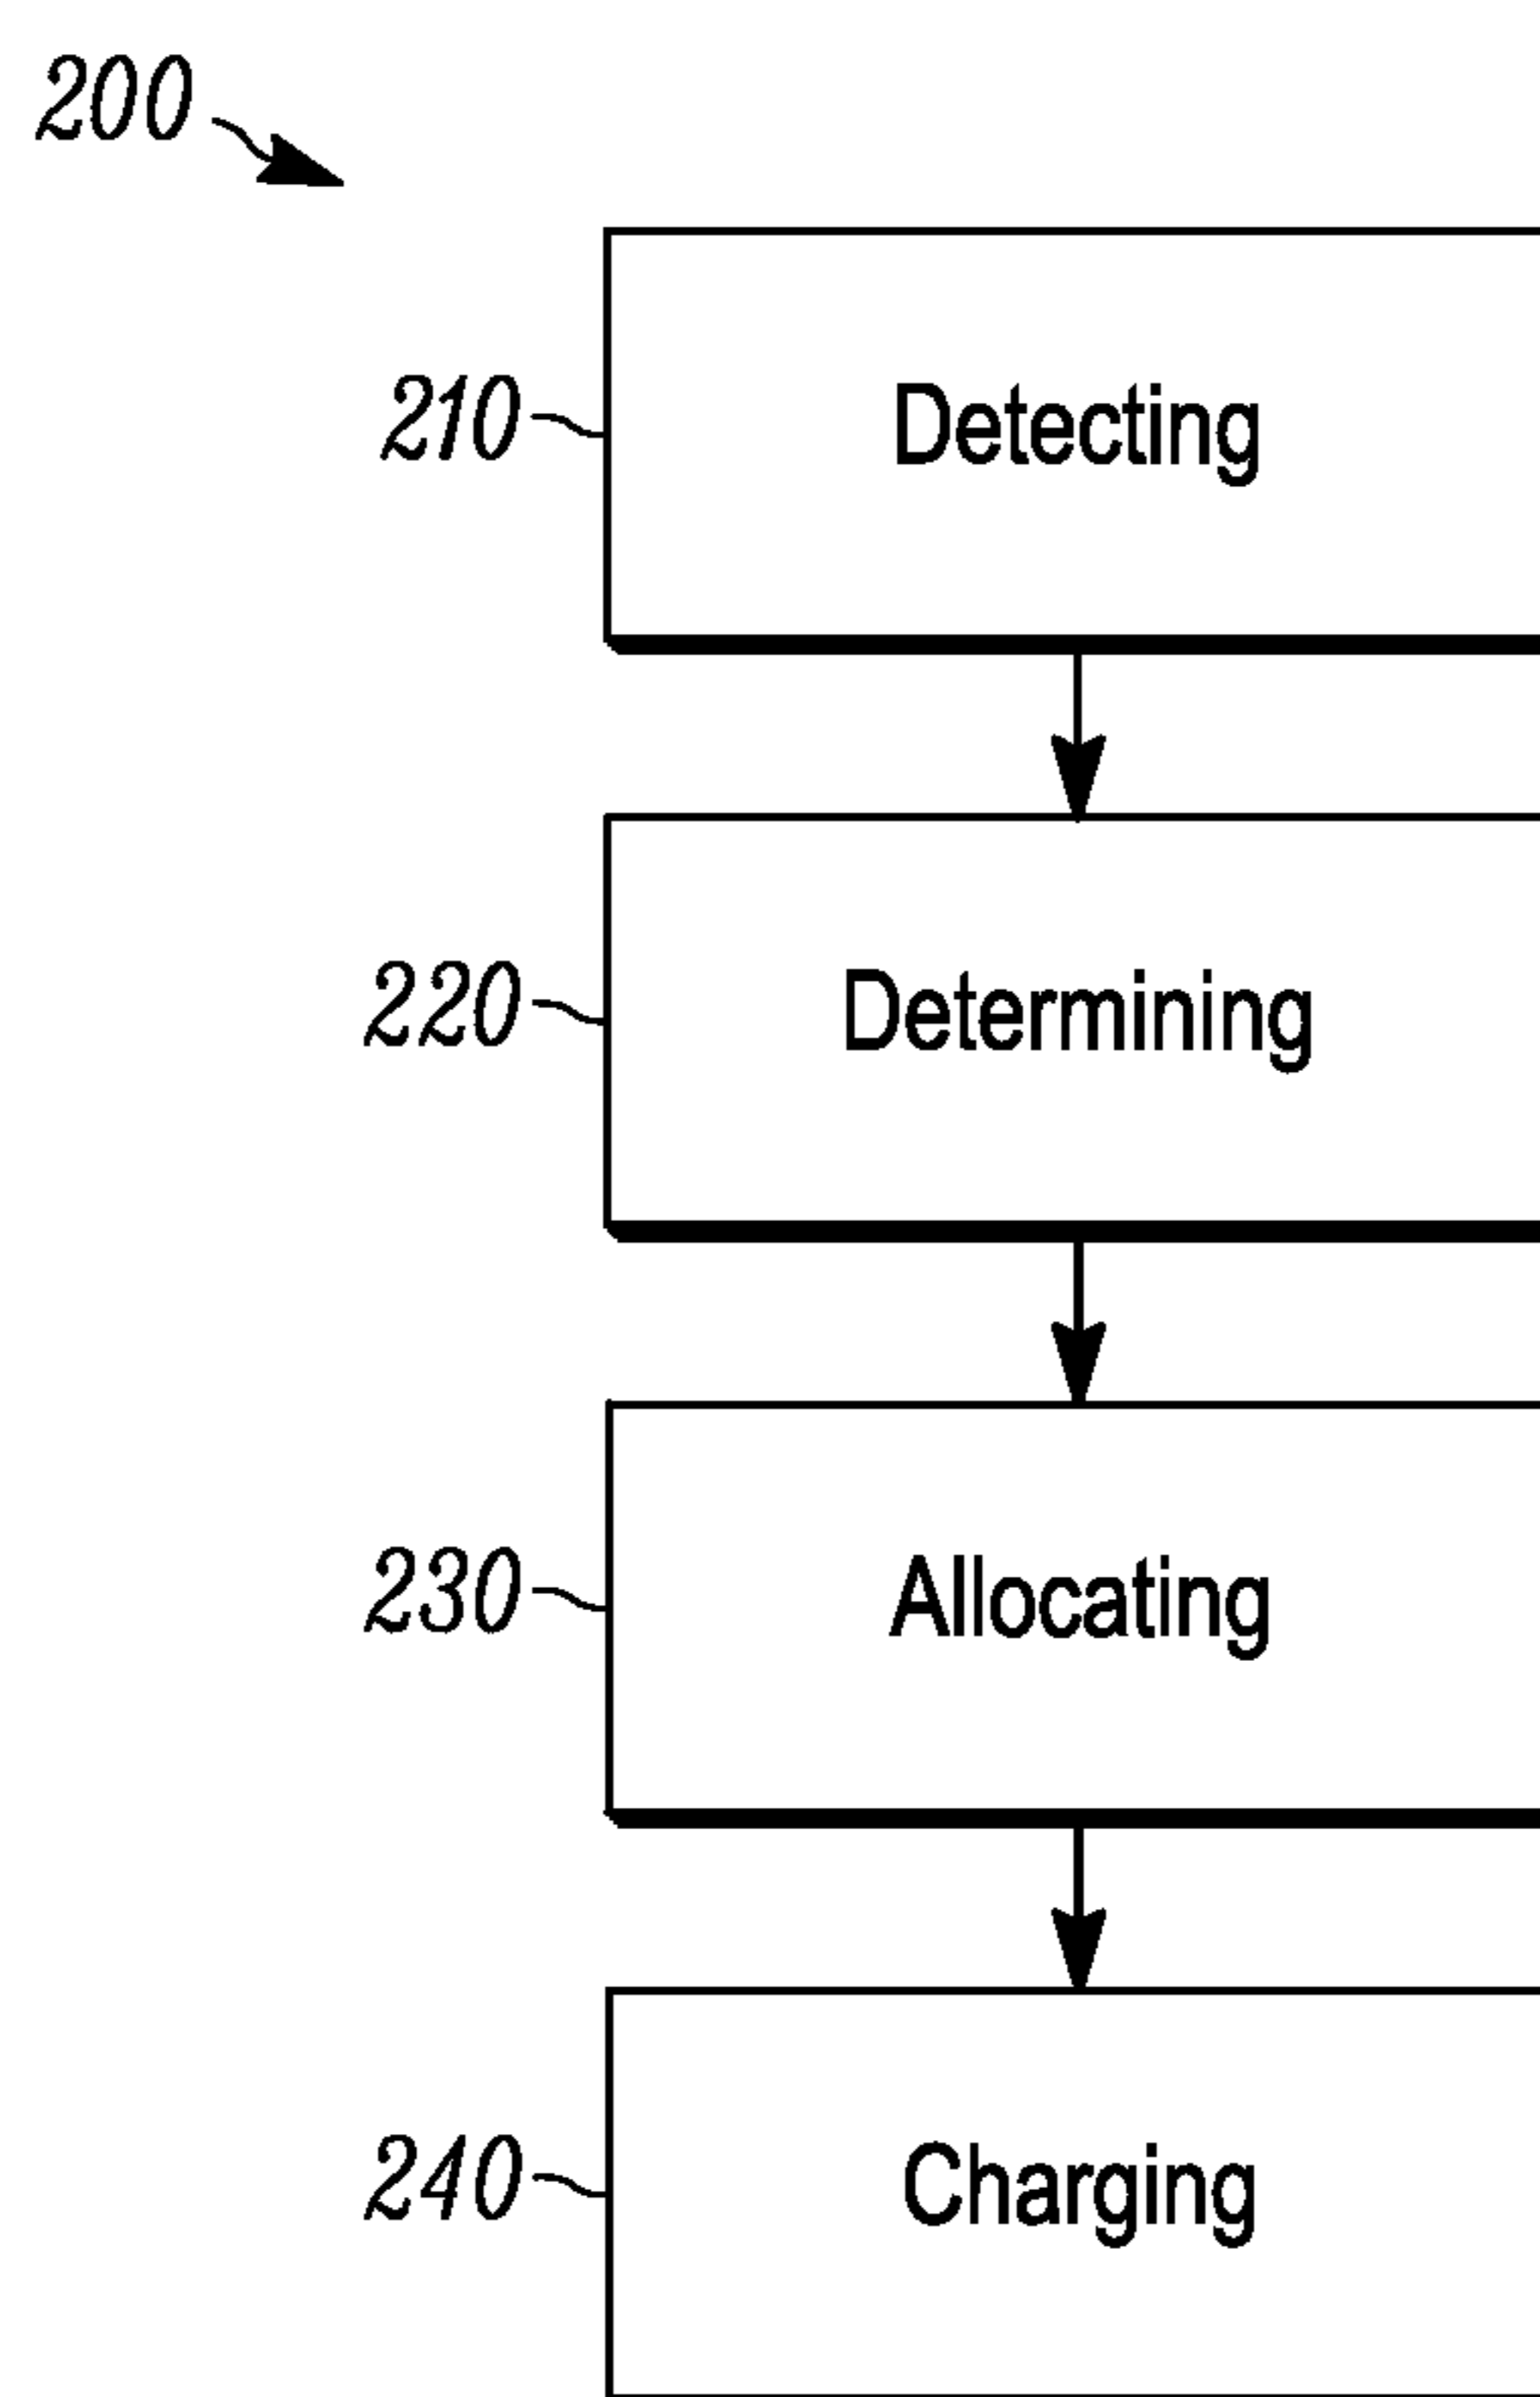 200
210 Detecting
220 Determining
230 Allocating
240 Charging